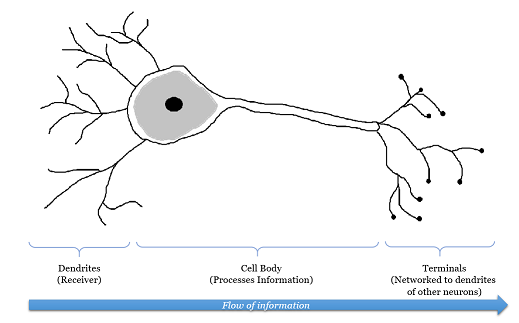 Dendrites
(Receiver)
Cell Body
(Processes Information)
Terminals
(Networked to dendrites
of other neurons)
Flow of information